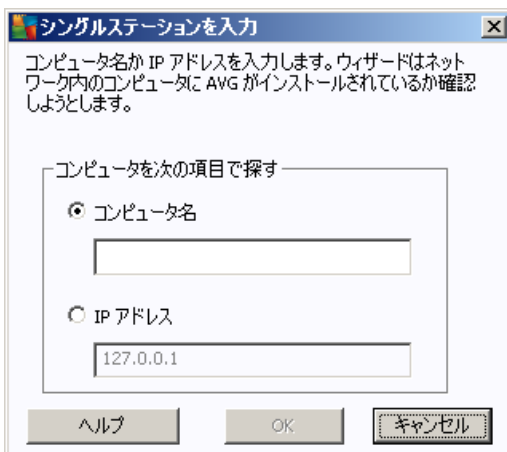 シングルステーションを入力
コンピュータ名か IP アドレスを入力します。ウィザードはネット
ワーク内のコンピュータに AVG がインストールされているか確認
しようとします。
コンピュータを次の項目で探す
コンピュータ名
IP アドレス
127.0.0.1
ヘルプ
OK
キャンセル